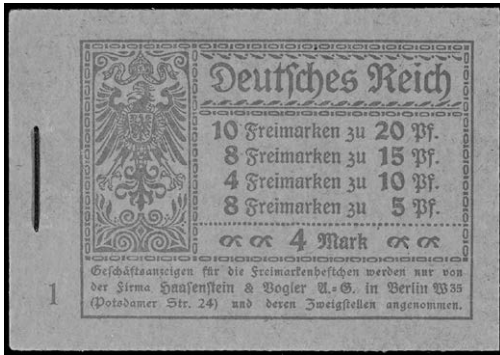 Deutsches Reich
10 Freimarken zu 20 Pf.
8 Freimarken zu 15 Pf.
4 Freimarken zu 10 Pf.
8 Freimarken zu 5 Pf.
4 Mark
Geschäftsanzeigen für die Freimarkenheftchen werden nur von
der Firma Haasenstein & Vogler A.=G. in Berlin W35
(Potsdamer Str. 24) und deren Zweigstellen angenommen.
1